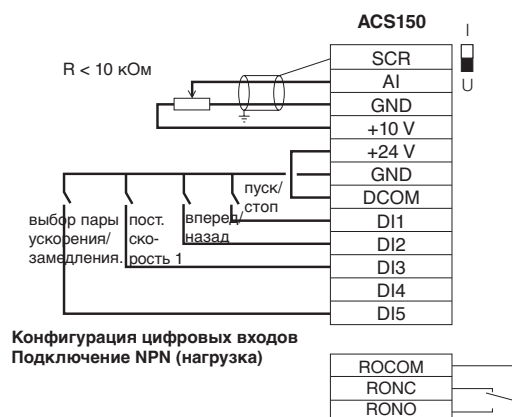 ACS150
I
U
R < 10 кОм
SCR
AI
GND
+10 V
+24 V
GND
DCOM
DI1
DI2
DI3
DI4
DI5
пуск/
стоп
вперед/
назад
пост.
ско-
рость 1
выбор пары
ускорения/
замедления.
Конфигурация цифровых входов
Подключение NPN (нагрузка)
ROCOM
RONC
RONO